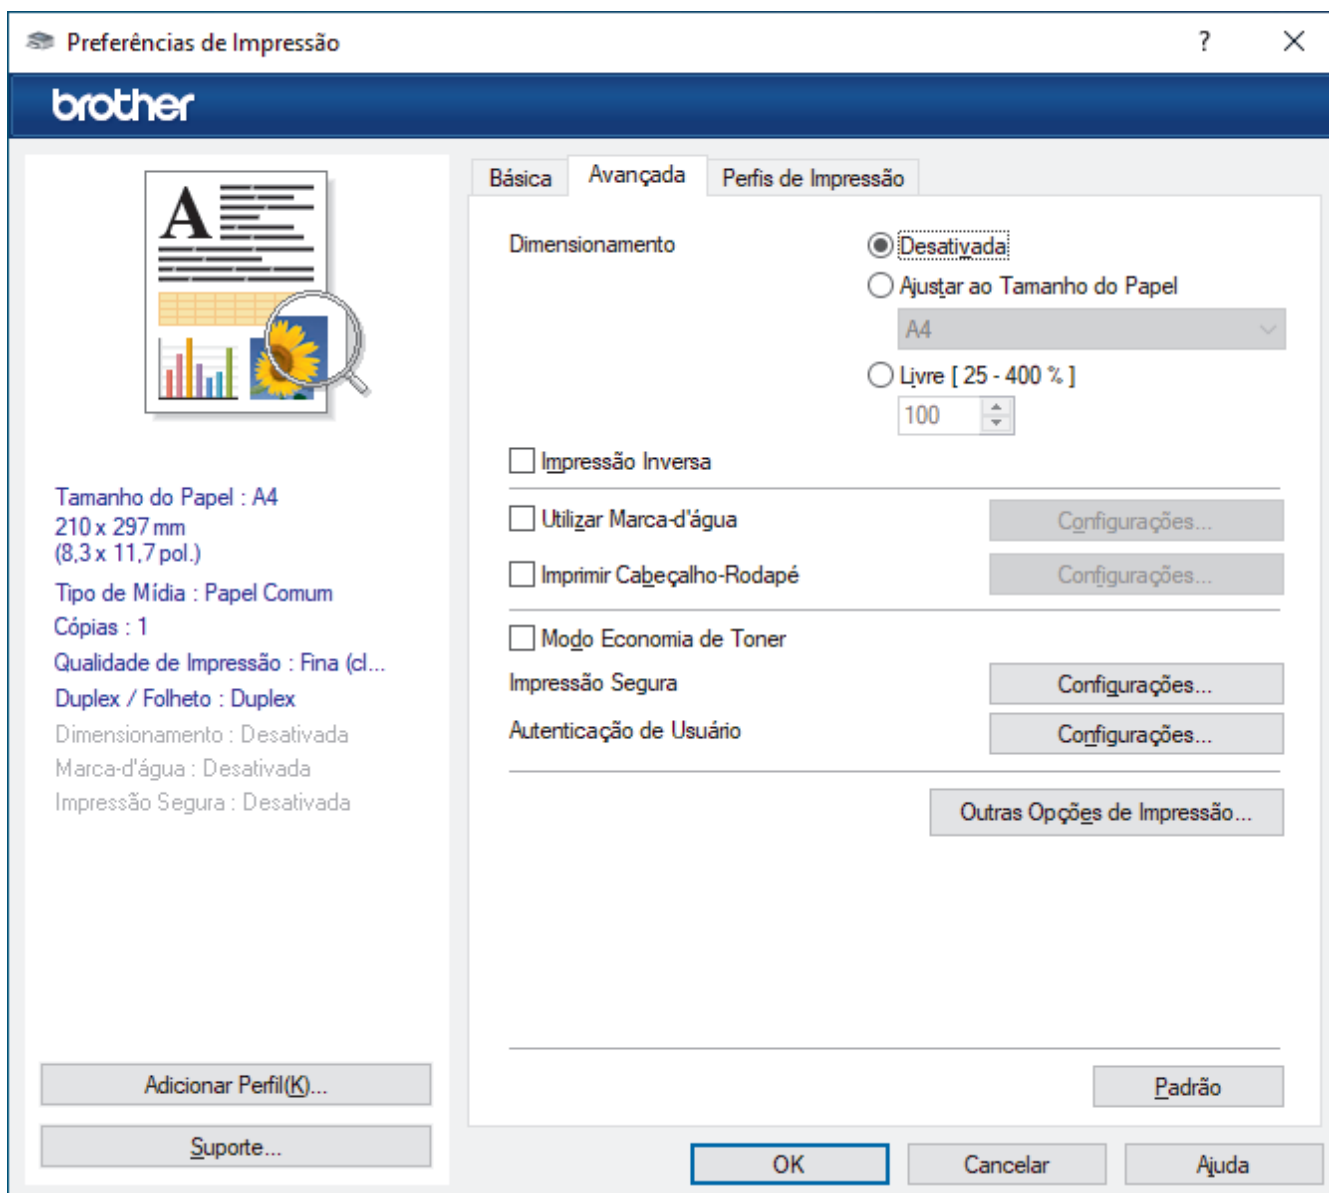 Preferências de Impressão
brother
A
Tamanho do Papel : A4
210 x 297 mm
(8,3 x 11,7 pol.)
Tipo de Mídia : Papel Comum
Cópias : 1
Qualidade de Impressão : Fina (cl...
Duplex / Folheto : Duplex
Dimensionamento : Desativada
Marca-d'água : Desativada
Impressão Segura : Desativada
Adicionar Perfil(K)...
Suporte...
Básica
Avançada
Perfis de Impressão
Dimensionamento
Desativada
Ajustar ao Tamanho do Papel
A4
Livre [ 25 - 400 % ]
100
Impressão Inversa
Utilizar Marca-d'água
Configurações...
Imprimir Cabeçalho-Rodapé
Configurações...
Modo Economia de Toner
Impressão Segura
Configurações...
Autenticação de Usuário
Configurações...
Outras Opções de Impressão...
Padrão
OK
Cancelar
Ajuda